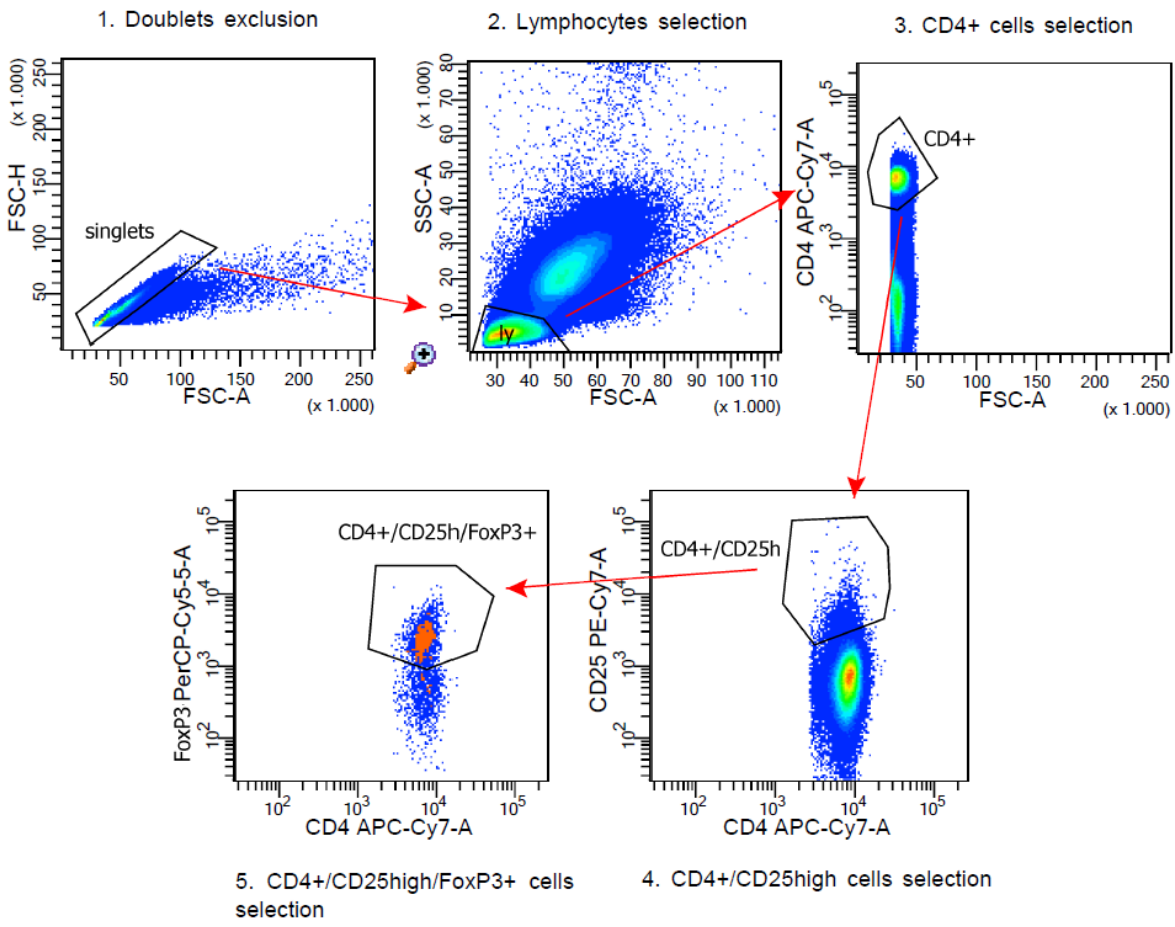 1. Doublets exclusion
2. Lymphocytes selection
3. CD4+ cells selection
FSC-H
(x 1.000)
50 100 150 200 250
singlets
50 100 150 200 250
FSC-A
(x 1.000)
SSC-A
(x 1.000)
10 20 30 40 50 60 70 80
ly
30 40 50 60 70 80 90 100 110
FSC-A
(x 1.000)
CD4 APC-Cy7-A
10^2 10^3 10^4 10^5
CD4+
50 100 150 200 250
FSC-A
(x 1.000)
FoxP3 PerCP-Cy5-5-A
10^2 10^3 10^4 10^5
CD4+/CD25h/FoxP3+
10^2 10^3 10^4 10^5
CD4 APC-Cy7-A
CD25 PE-Cy7-A
10^2 10^3 10^4 10^5
CD4+/CD25h
10^2 10^3 10^4 10^5
CD4 APC-Cy7-A
5. CD4+/CD25high/FoxP3+ cells
selection
4. CD4+/CD25high cells selection